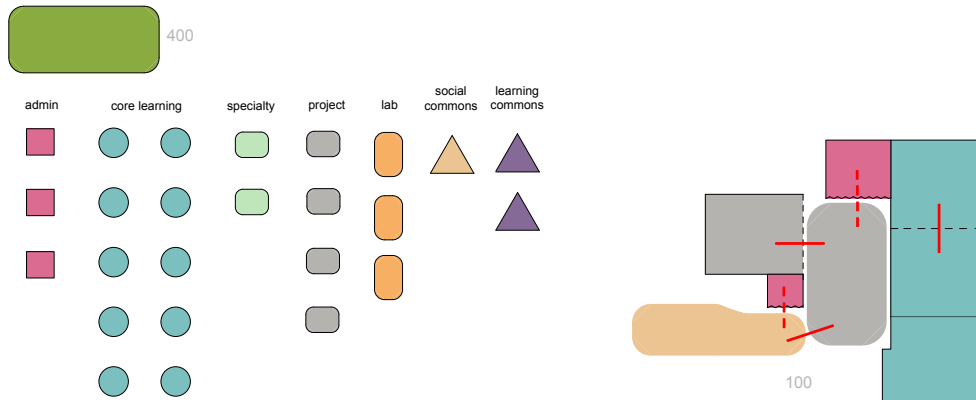 400
admin
core learning
specialty
project
lab
social
commons
learning
commons
100